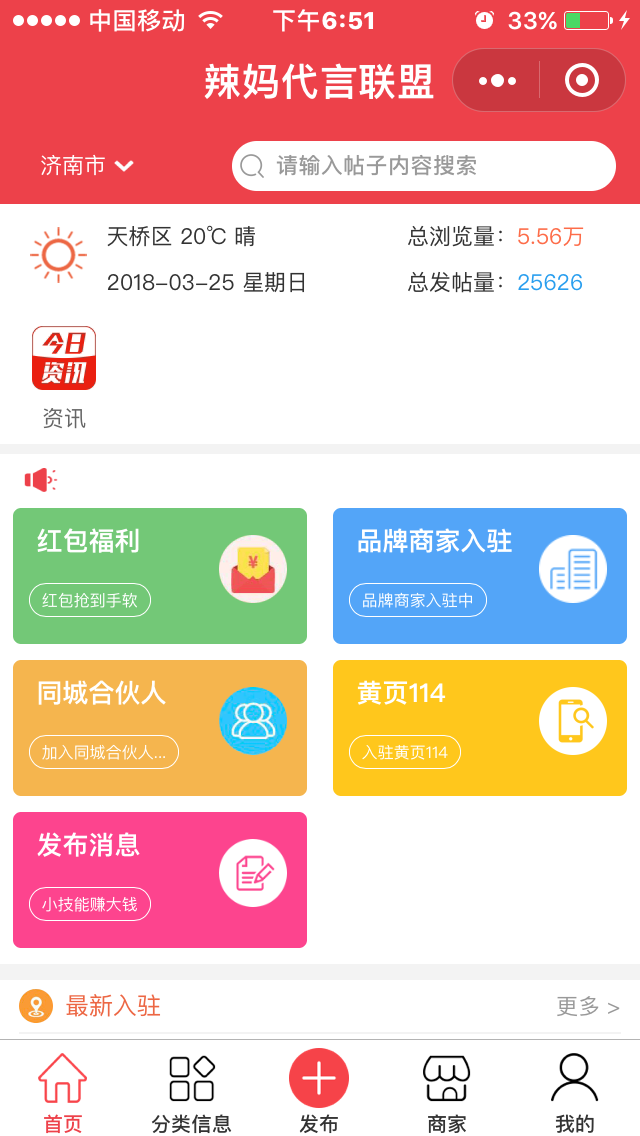 中国移动 下午6:51 33%
辣妈代言联盟
济南市 请输入帖子内容搜索
天桥区 20℃ 晴 总浏览量：5.56万
2018-03-25 星期日 总发帖量：25626
今日
资讯
资讯
红包福利 品牌商家入驻
¥
红包抢到手软 品牌商家入驻中
同城合伙人 黄页114
加入同城合伙人... 入驻黄页114
发布消息
小技能赚大钱
最新入驻 更多 >
首页 分类信息 发布 商家 我的